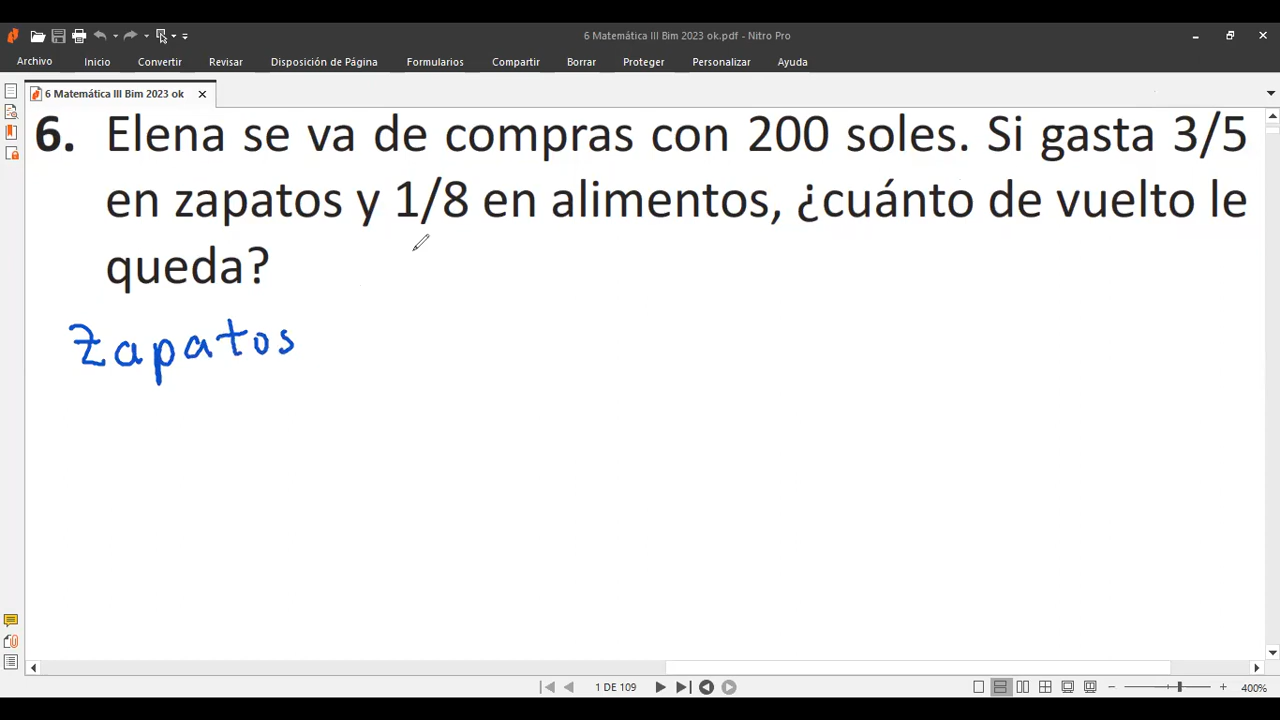 6 Matemática III Bim 2023 ok.pdf - Nitro Pro
Archivo Inicio Convertir Revisar Disposición de Página Formularios Compartir Borrar Proteger Personalizar Ayuda
6 Matemática III Bim 2023 ok
6. Elena se va de compras con 200 soles. Si gasta 3/5
en zapatos y 1/8 en alimentos, ¿cuánto de vuelto le
queda?
Zapatos
1 DE 109
400%